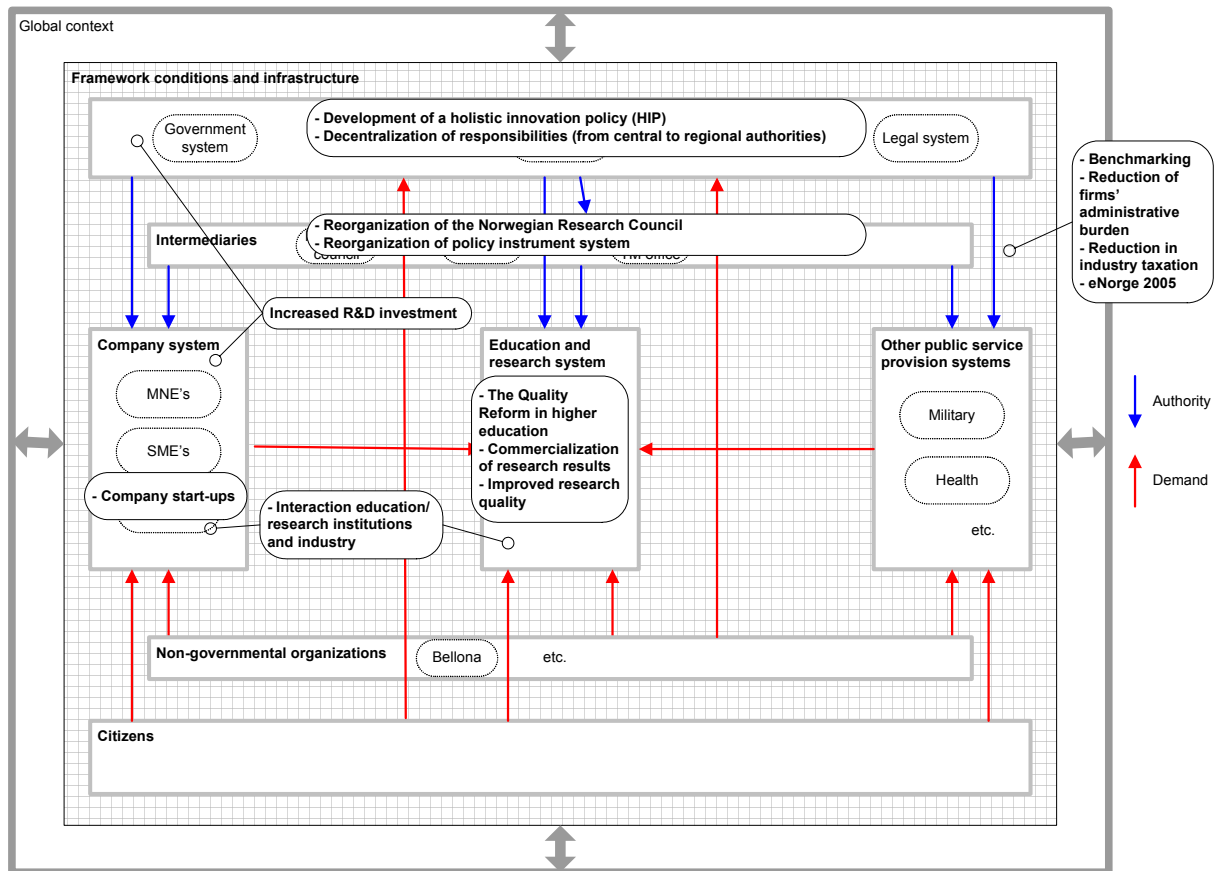 Global context
Framework conditions and infrastructure
Government
system
- Development of a holistic innovation policy (HIP)
- Decentralization of responsibilities (from central to regional authorities)
Legal system
- Benchmarking
- Reduction of
firms'
administrative
burden
- Reduction in
industry taxation
- eNorge 2005
Intermediaries
- Reorganization of the Norwegian Research Council
- Reorganization of policy instrument system
council
office
Increased R&D investment
Company system
MNE's
SME's
- Company start-ups
Education and
research system
- The Quality
Reform in higher
education
- Commercialization
of research results
- Improved research
quality
- Interaction education/
research institutions
and industry
Other public service
provision systems
Military
Health
etc.
Authority
Demand
Non-governmental organizations
Bellona
etc.
Citizens